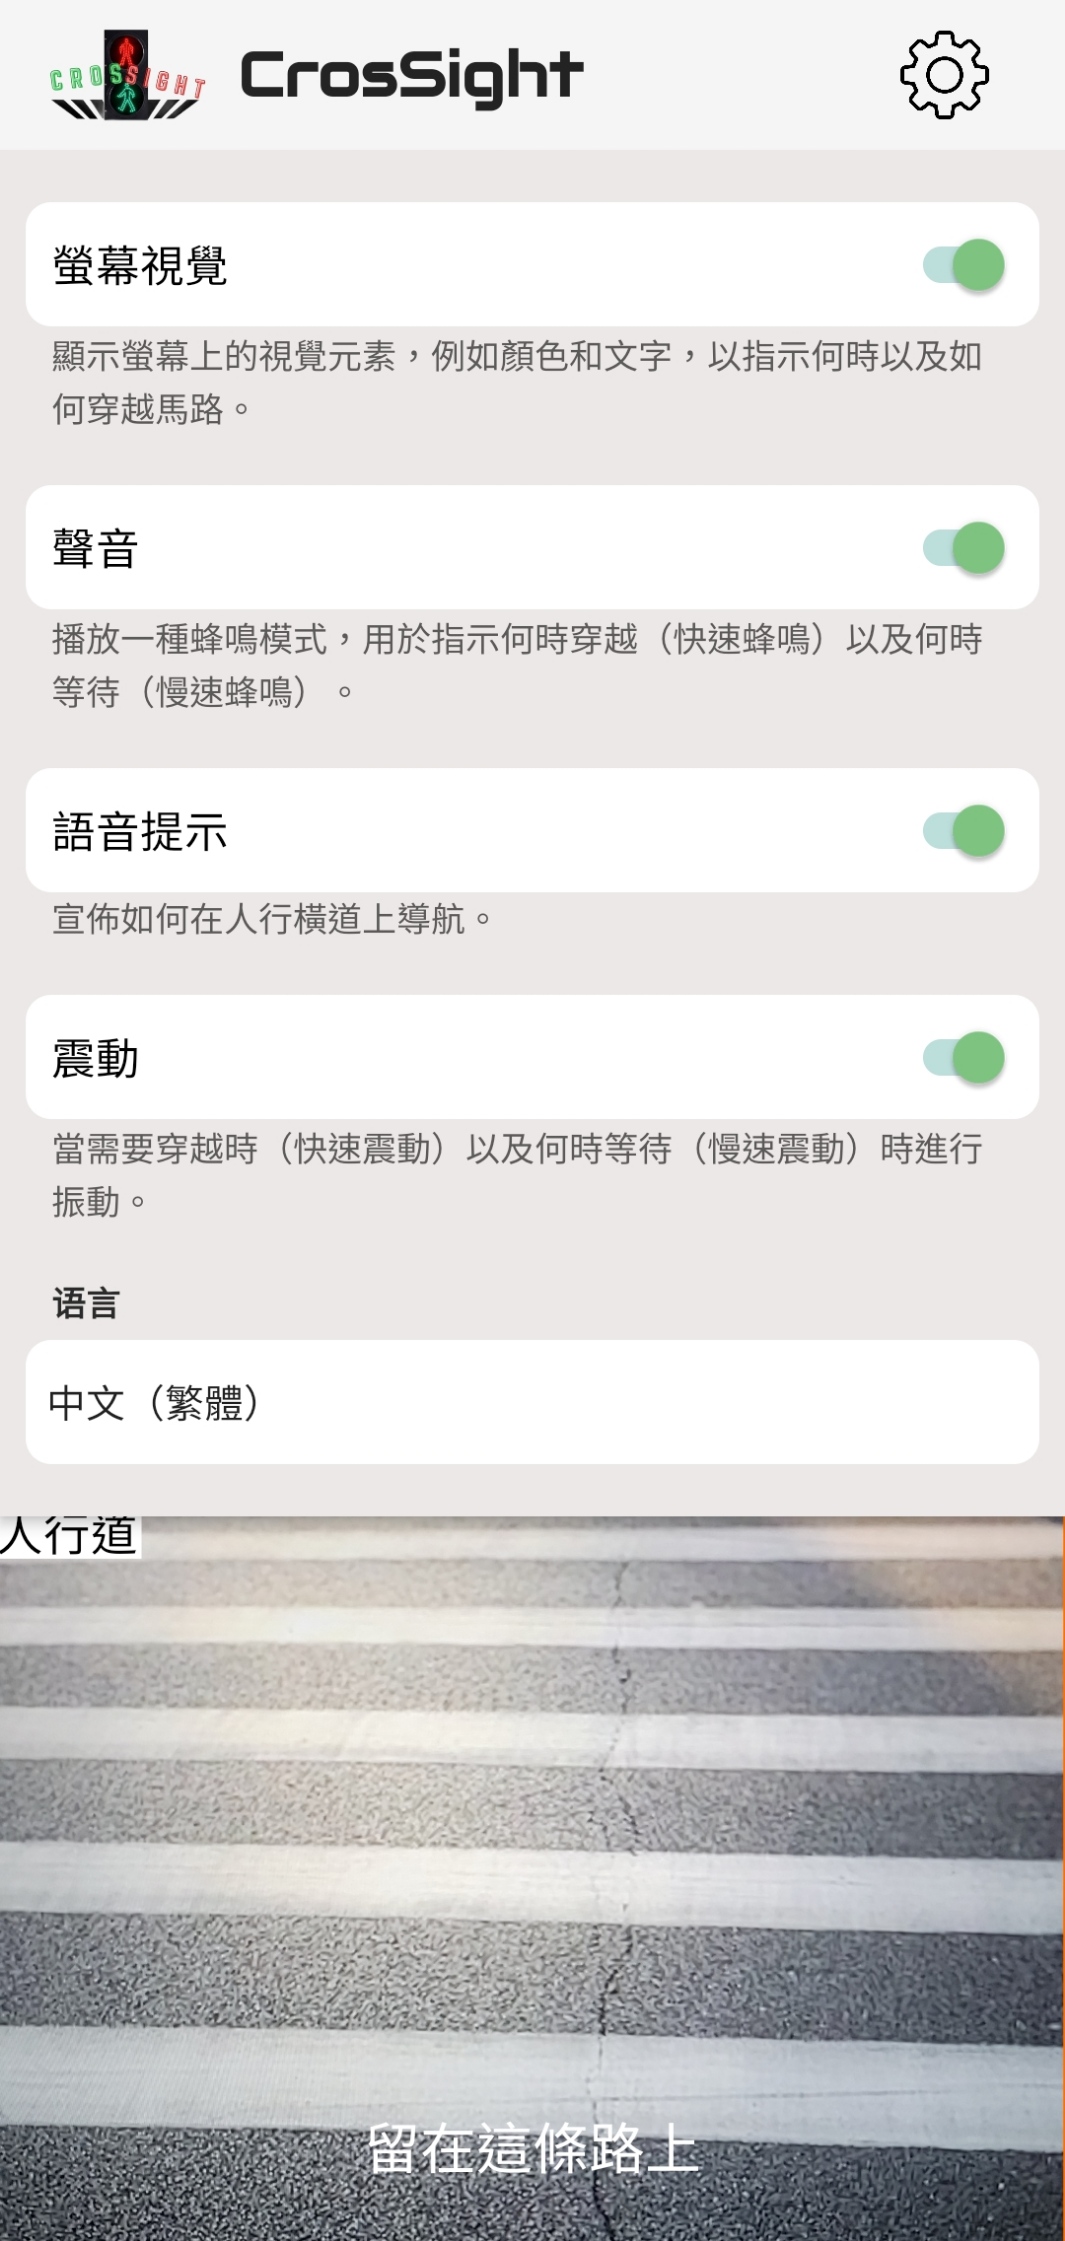 CROSSIGHT
CrosSight
螢幕視覺
顯示螢幕上的視覺元素，例如顏色和文字，以指示何時以及如
何穿越馬路。
聲音
播放一種蜂鳴模式，用於指示何時穿越（快速蜂鳴）以及何時
等待（慢速蜂鳴）。
語音提示
宣佈如何在人行橫道上導航。
震動
當需要穿越時（快速震動）以及何時等待（慢速震動）時進行
振動。
语言
中文（繁體）
人行道
留在這條路上